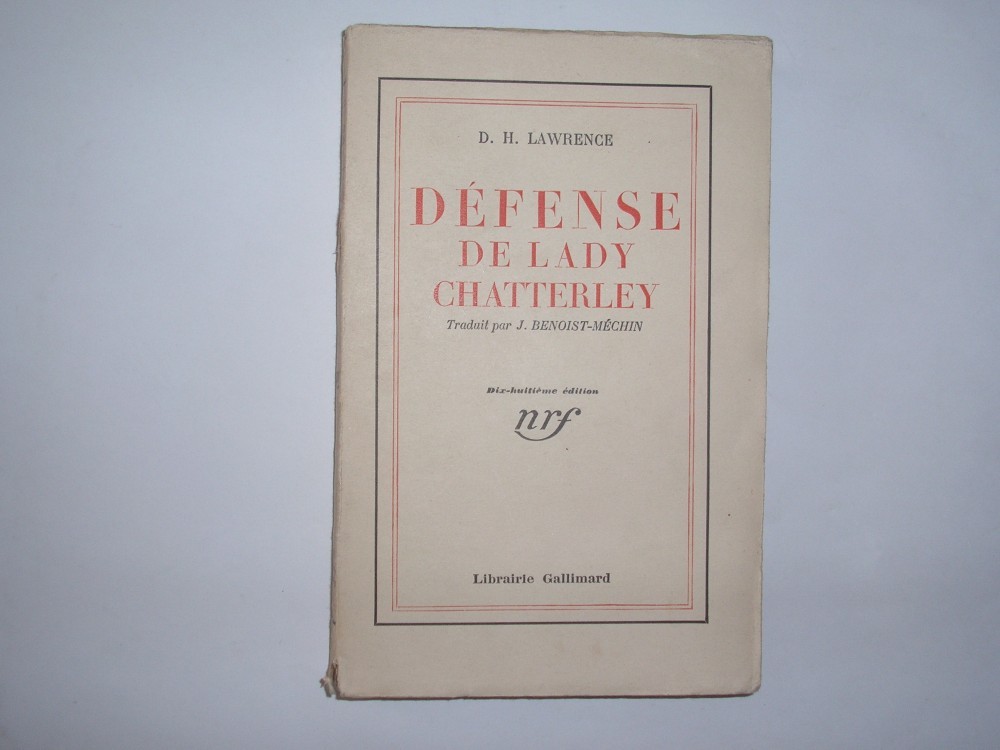 D. H. LAWRENCE
DÉFENSE
DE LADY
CHATTERLEY
Traduit par J. BENOIST-MÉCHIN
Dix-huitième édition
nrf
Librairie Gallimard